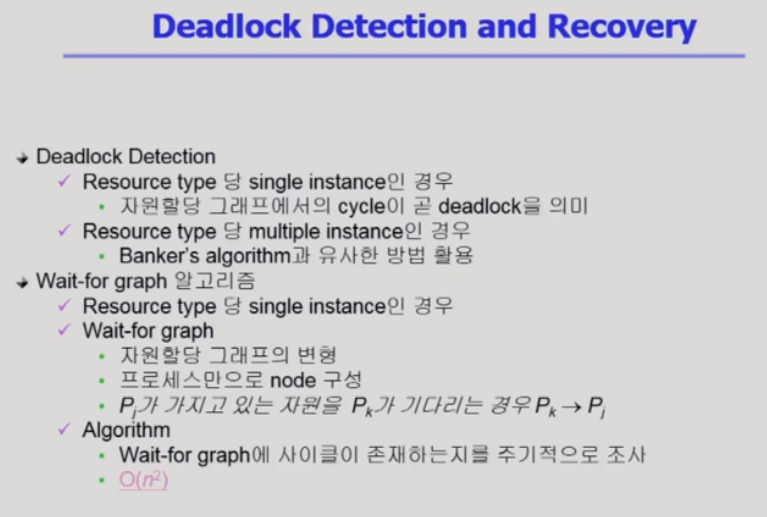 Deadlock Detection and Recovery
Deadlock Detection
Resource type 당 single instance인 경우
자원할당 그래프에서의 cycle이 곧 deadlock을 의미
Resource type 당 multiple instance인 경우
Banker's algorithm과 유사한 방법 활용
Wait-for graph 알고리즘
Resource type 당 single instance인 경우
Wait-for graph
자원할당 그래프의 변형
프로세스만으로 node 구성
Pj가 가지고 있는 자원을 Pk가 기다리는 경우 Pk → Pj
Algorithm
Wait-for graph에 사이클이 존재하는지를 주기적으로 조사
O(n²)